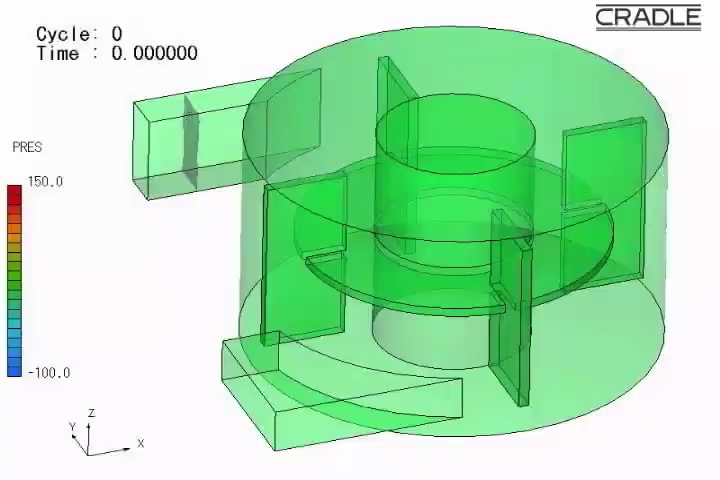 CRADLE
Cycle: 0
Time : 0.000000
PRES
150.0
-100.0
Z
Y
X